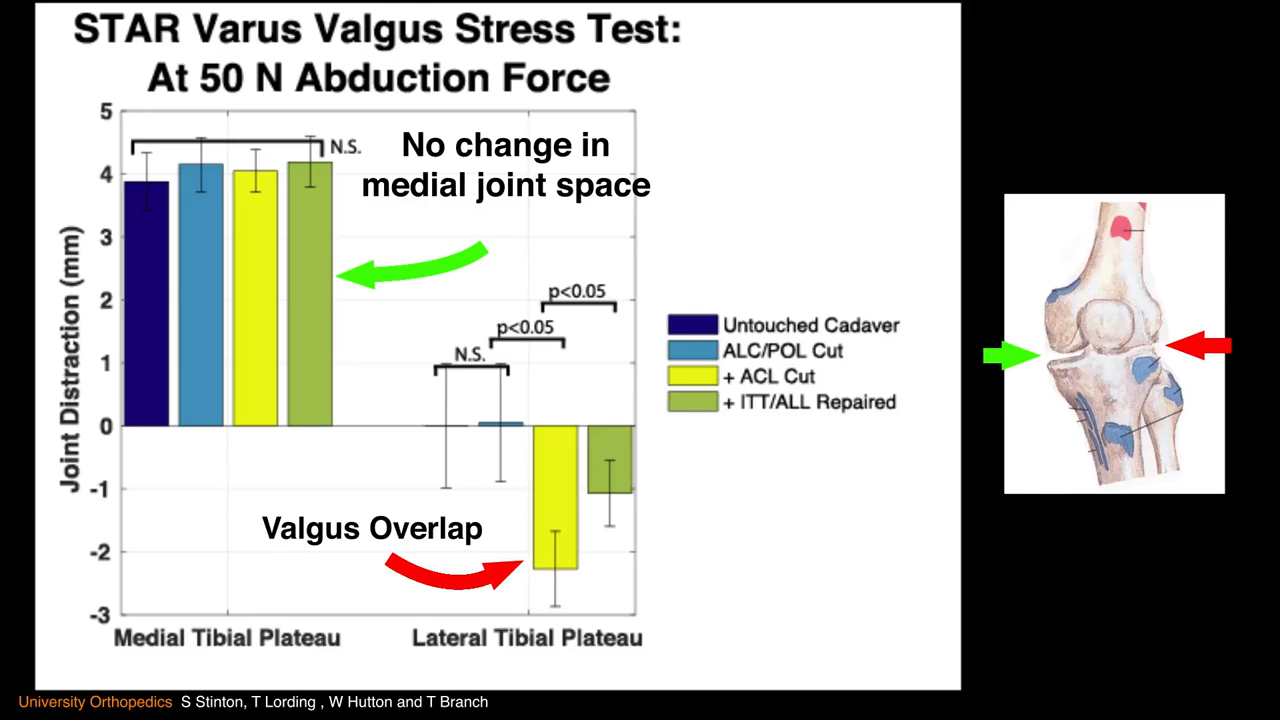 STAR Varus Valgus Stress Test:
At 50 N Abduction Force
Joint Distraction (mm)
5
4
3
2
1
0
-1
-2
-3
N.S.
No change in
medial joint space
p<0.05
p<0.05
N.S.
Valgus Overlap
Medial Tibial Plateau
Lateral Tibial Plateau
Untouched Cadaver
ALC/POL Cut
+ ACL Cut
+ ITT/ALL Repaired
University Orthopedics S Stinton, T Lording , W Hutton and T Branch